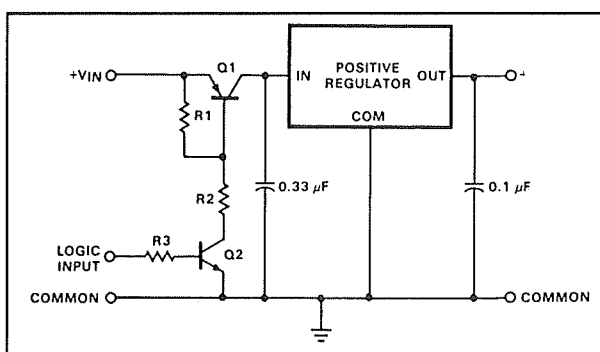 Q1
+VIN
IN
POSITIVE
REGULATOR
OUT
+
R1
COM
R2
0.33 μF
0.1 μF
LOGIC
INPUT
R3
Q2
COMMON
COMMON